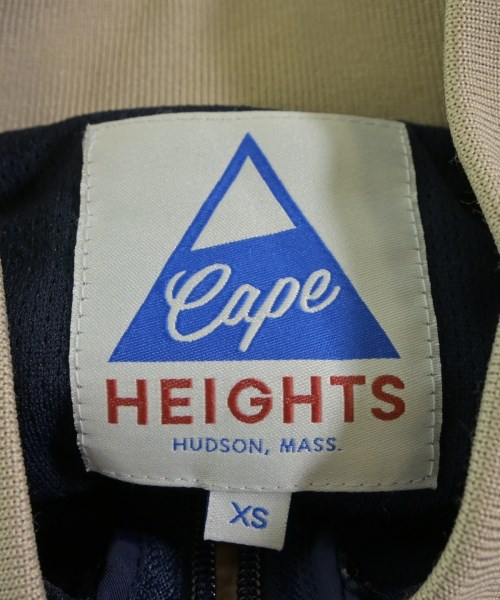 Cape
HEIGHTS
HUDSON, MASS.
XS